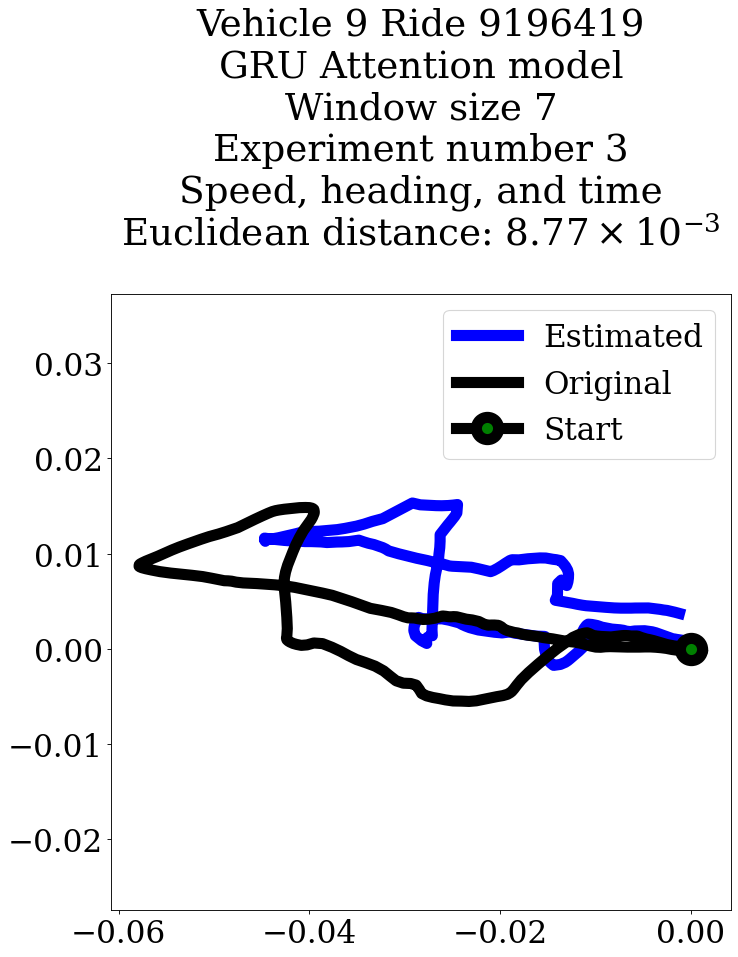 Vehicle 9 Ride 9196419
GRU Attention model
Window size 7
Experiment number 3
Speed, heading, and time
Euclidean distance: 8.77 × 10⁻³
Estimated
Original
Start
0.03
0.02
0.01
0.00
−0.01
−0.02
−0.06
−0.04
−0.02
0.00